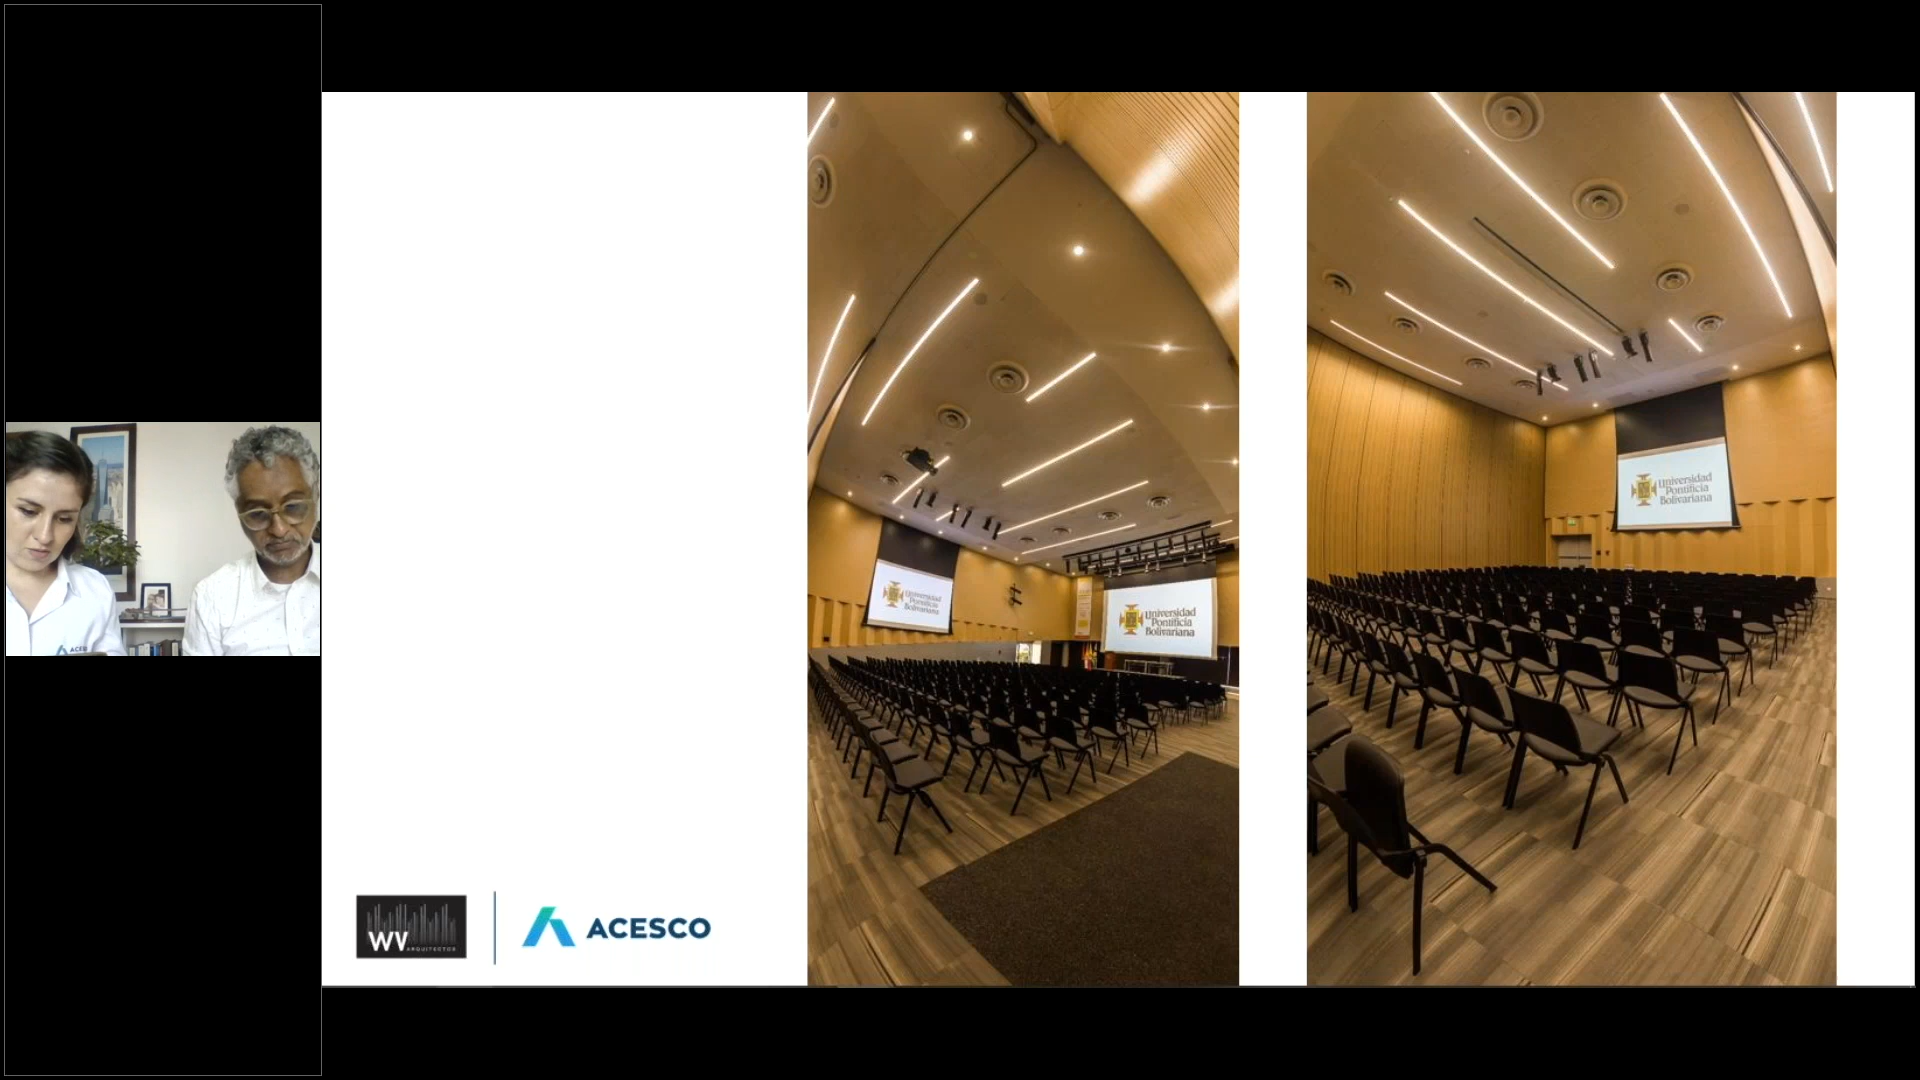 Universidad
Pontificia
Bolivariana
Universidad
Pontificia
Bolivariana
Universidad
Pontificia
Bolivariana
WV
ARQUITECTOS
ACESCO